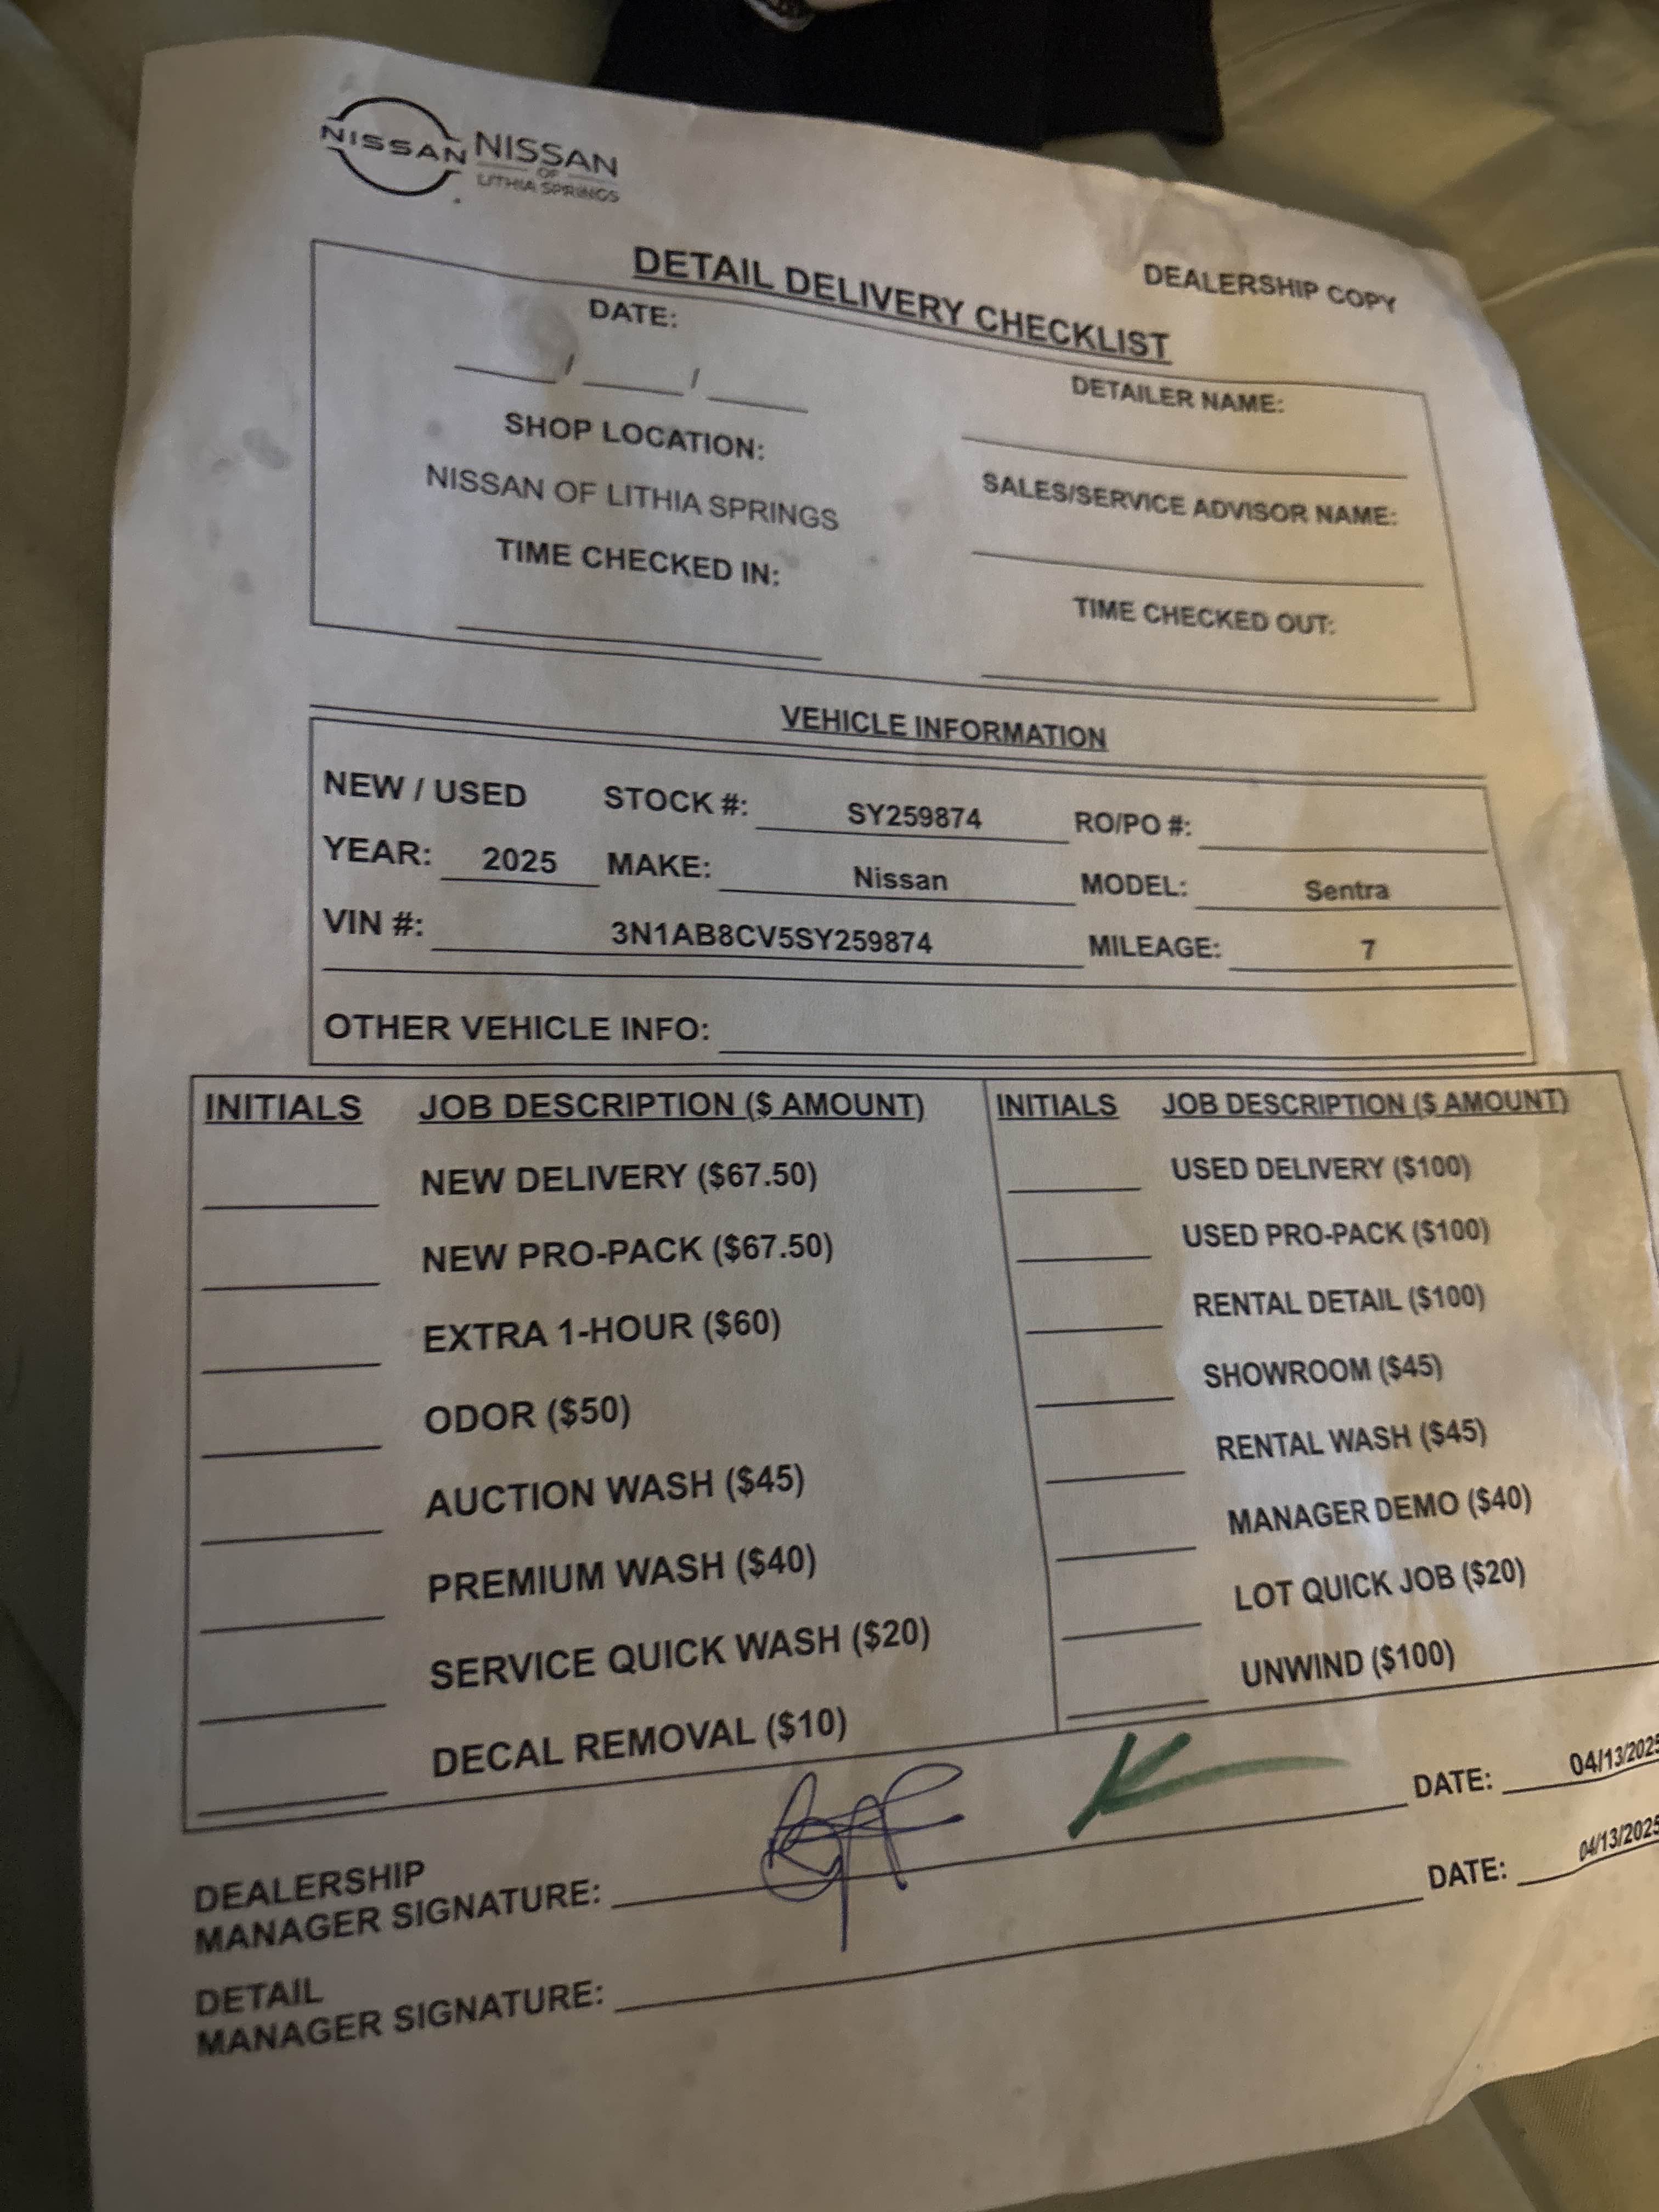 NISSAN NISSAN
OF
LITHIA SPRINGS
DEALERSHIP COPY
DETAIL DELIVERY CHECKLIST
DATE:
/ /
DETAILER NAME:
SHOP LOCATION:
NISSAN OF LITHIA SPRINGS
SALES/SERVICE ADVISOR NAME:
TIME CHECKED IN:
TIME CHECKED OUT:
VEHICLE INFORMATION
NEW / USED STOCK #: SY259874 RO/PO #:
YEAR: 2025 MAKE: Nissan MODEL: Sentra
VIN #: 3N1AB8CV5SY259874 MILEAGE: 7
OTHER VEHICLE INFO:
INITIALS JOB DESCRIPTION ($ AMOUNT) INITIALS JOB DESCRIPTION ($ AMOUNT)
NEW DELIVERY ($67.50) USED DELIVERY ($100)
NEW PRO-PACK ($67.50) USED PRO-PACK ($100)
EXTRA 1-HOUR ($60) RENTAL DETAIL ($100)
ODOR ($50) SHOWROOM ($45)
AUCTION WASH ($45) RENTAL WASH ($45)
PREMIUM WASH ($40) MANAGER DEMO ($40)
SERVICE QUICK WASH ($20) LOT QUICK JOB ($20)
DECAL REMOVAL ($10) UNWIND ($100)
DEALERSHIP
MANAGER SIGNATURE: DATE: 04/13/2025
DETAIL
MANAGER SIGNATURE: DATE: 04/13/2025